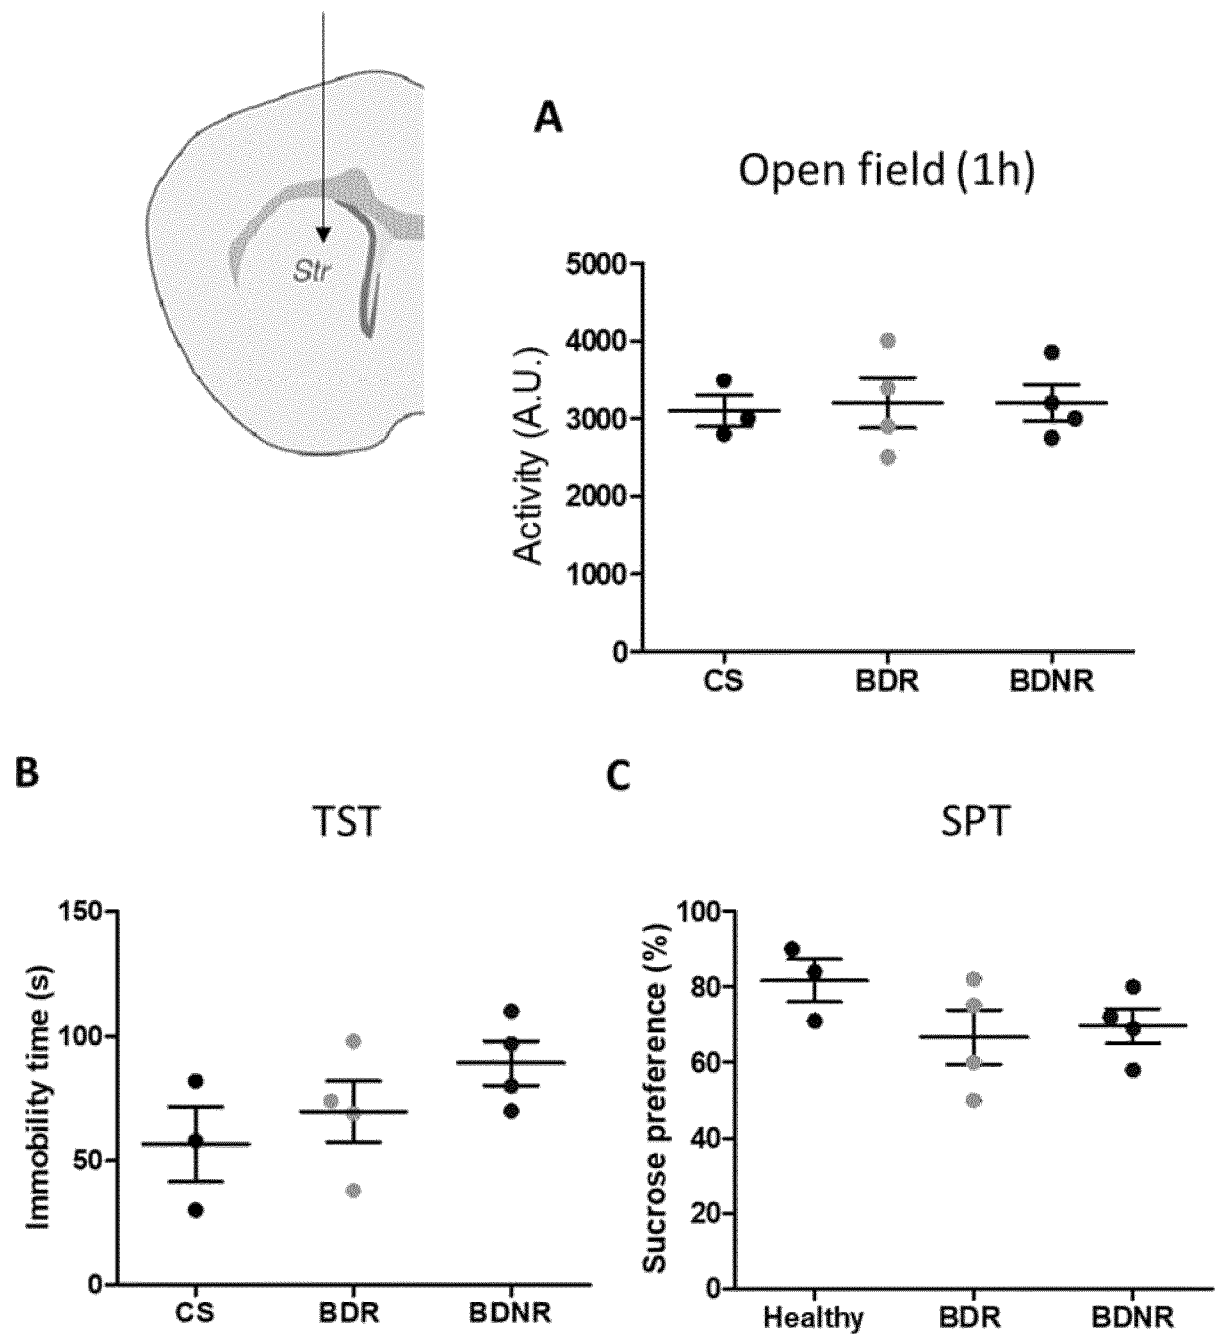 A
Open field (1h)
Str
Activity (A.U.)
5000
4000
3000
2000
1000
0
CS BDR BDNR
B
TST
Immobility time (s)
150
100
50
0
CS BDR BDNR
C
SPT
Sucrose preference (%)
100
80
60
40
20
0
Healthy BDR BDNR